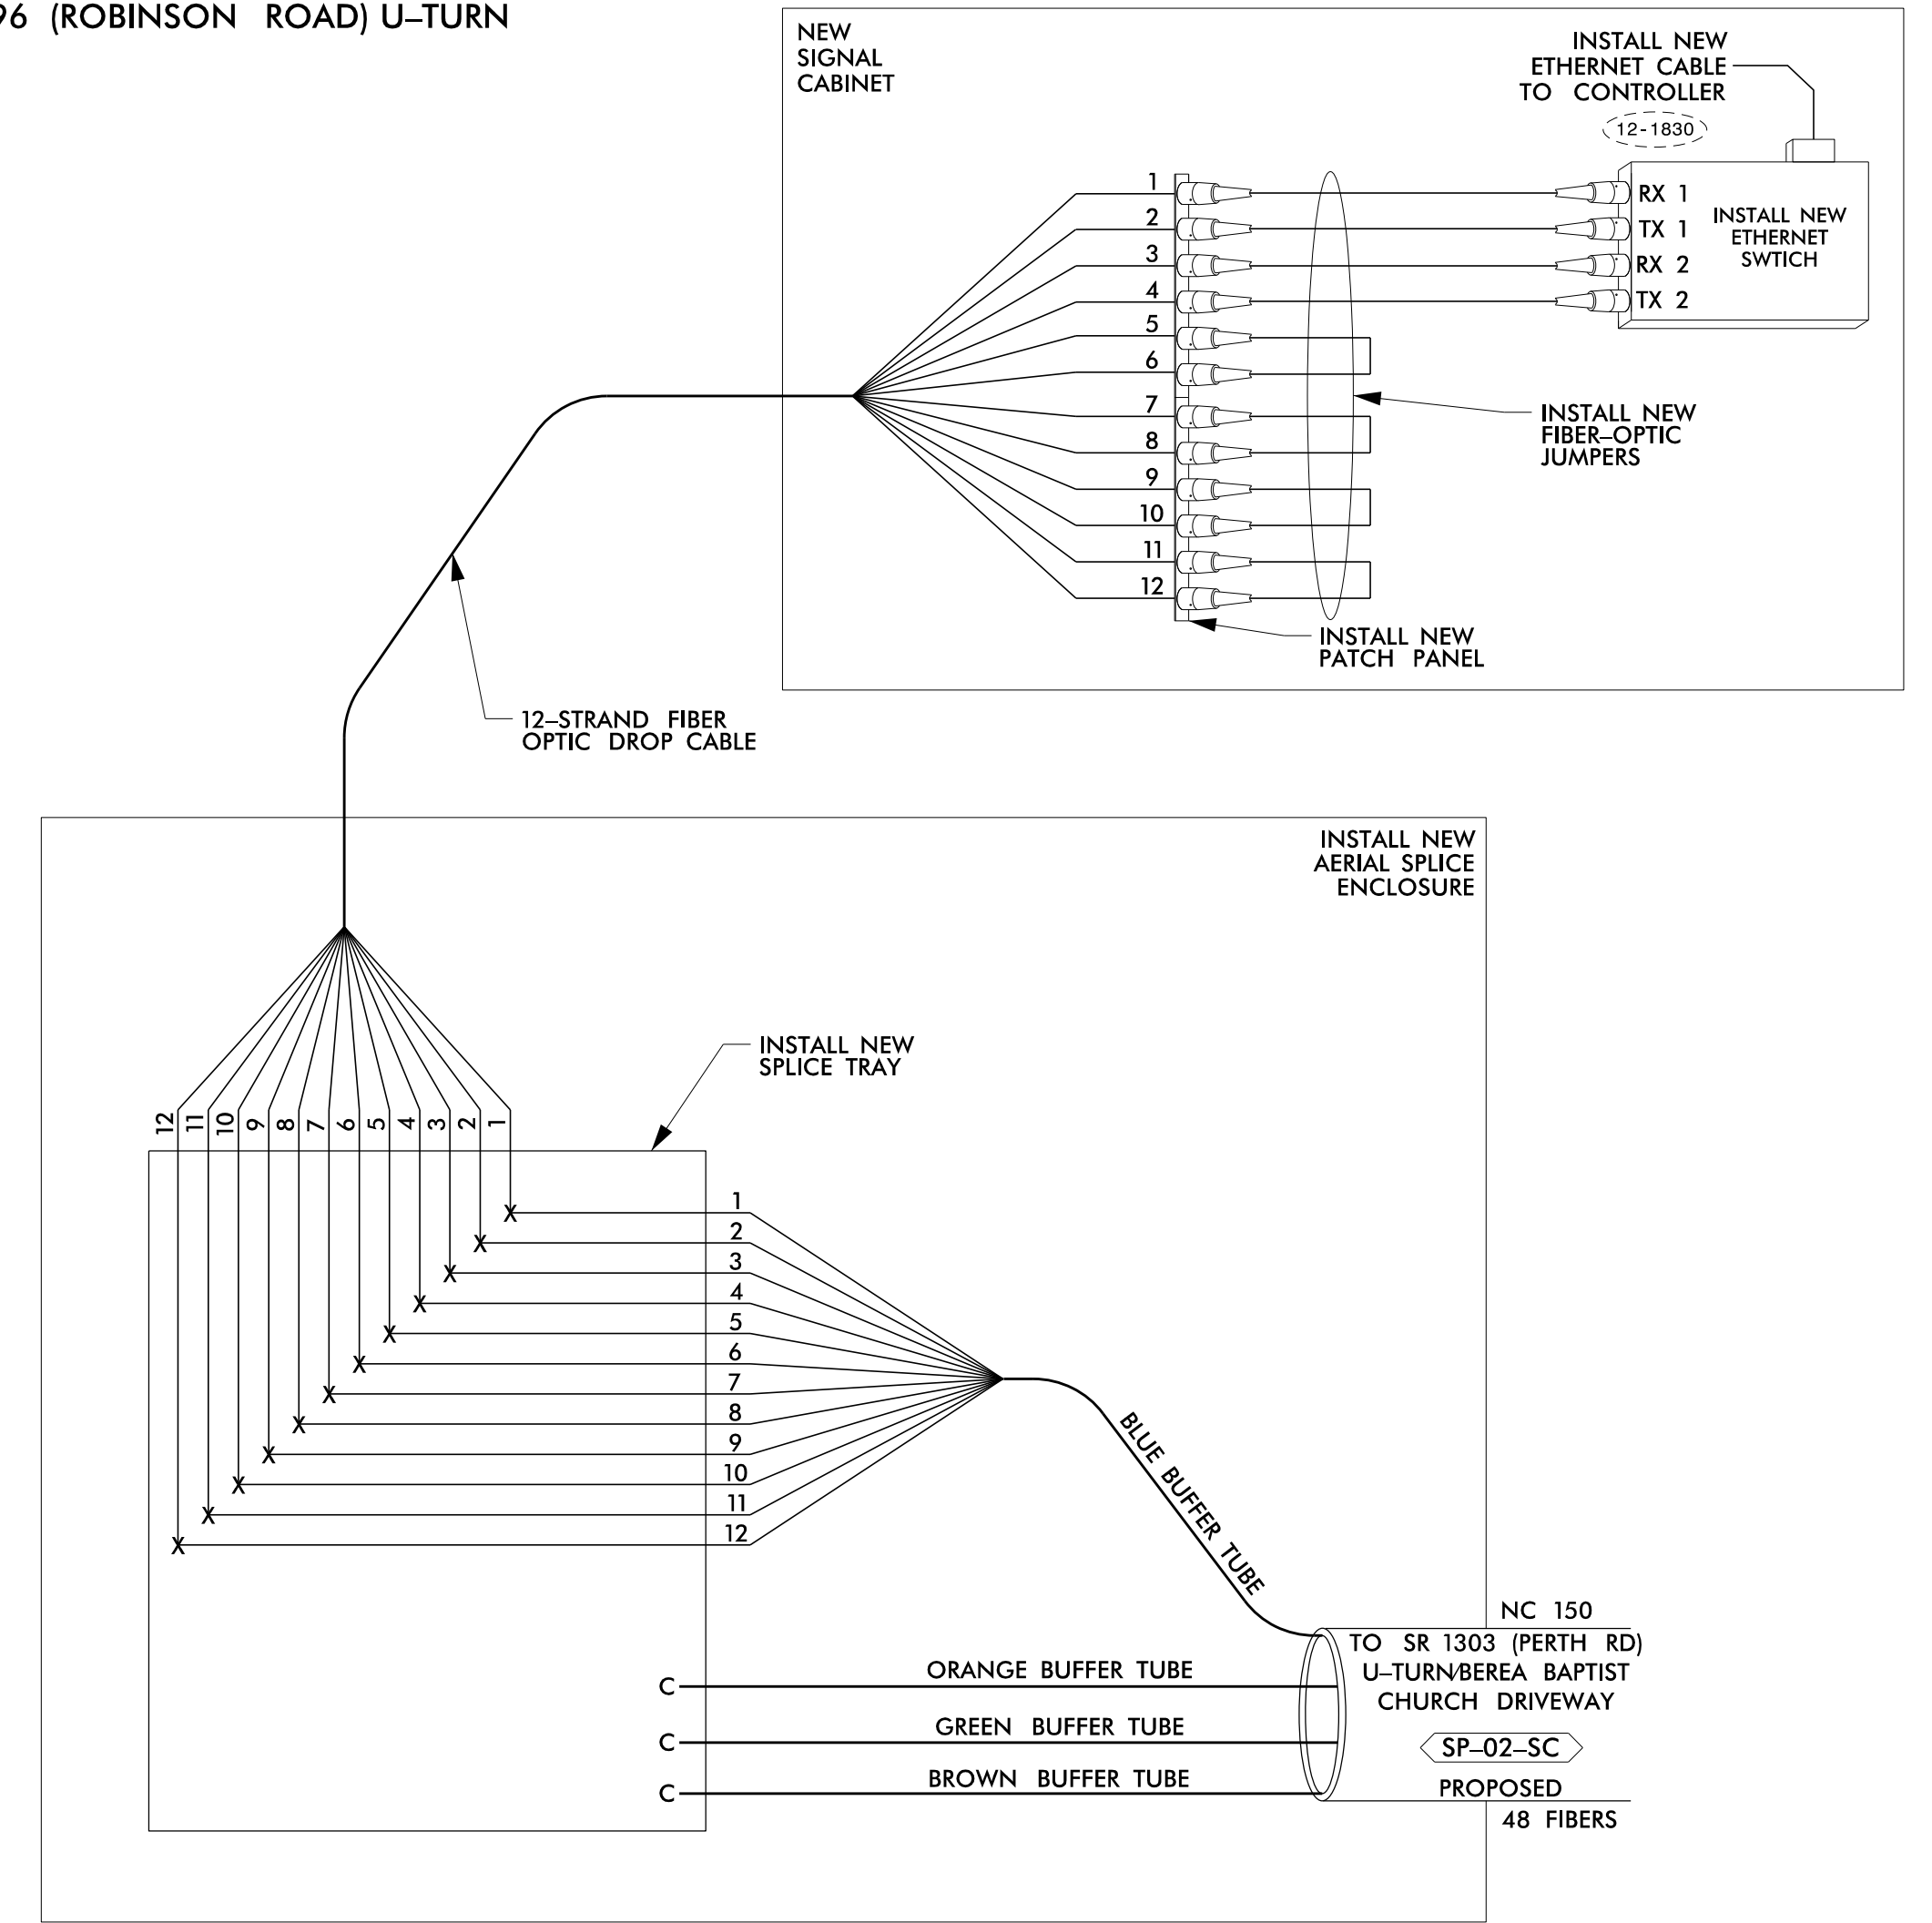 96 (ROBINSON ROAD) U–TURN
NEW
SIGNAL
CABINET
INSTALL NEW
ETHERNET CABLE
TO CONTROLLER
12-1830
1
2
3
4
5
6
7
8
9
10
11
12
RX 1
TX 1
RX 2
TX 2
INSTALL NEW
ETHERNET
SWTICH
INSTALL NEW
FIBER–OPTIC
JUMPERS
INSTALL NEW
PATCH PANEL
12–STRAND FIBER
OPTIC DROP CABLE
INSTALL NEW
AERIAL SPLICE
ENCLOSURE
INSTALL NEW
SPLICE TRAY
12
11
10
9
8
7
6
5
4
3
2
1
X
X
X
X
X
X
X
X
X
X
X
X
1
2
3
4
5
6
7
8
9
10
11
12
BLUE BUFFER TUBE
C
ORANGE BUFFER TUBE
C
GREEN BUFFER TUBE
C
BROWN BUFFER TUBE
NC 150
TO SR 1303 (PERTH RD)
U–TURN/BEREA BAPTIST
CHURCH DRIVEWAY
SP–02–SC
PROPOSED
48 FIBERS